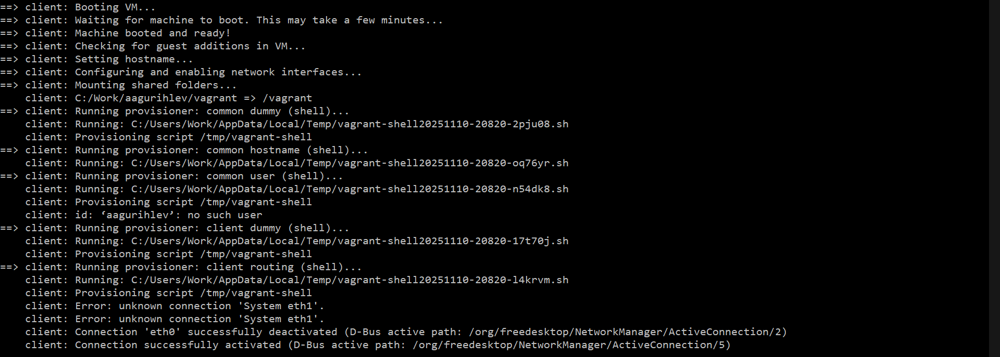 ==> client: Booting VM...
==> client: Waiting for machine to boot. This may take a few minutes...
==> client: Machine booted and ready!
==> client: Checking for guest additions in VM...
==> client: Setting hostname...
==> client: Configuring and enabling network interfaces...
==> client: Mounting shared folders...
    client: C:/Work/aagurihlev/vagrant => /vagrant
==> client: Running provisioner: common dummy (shell)...
    client: Running: C:/Users/Work/AppData/Local/Temp/vagrant-shell20251110-20820-2pju08.sh
    client: Provisioning script /tmp/vagrant-shell
==> client: Running provisioner: common hostname (shell)...
    client: Running: C:/Users/Work/AppData/Local/Temp/vagrant-shell20251110-20820-oq76yr.sh
==> client: Running provisioner: common user (shell)...
    client: Running: C:/Users/Work/AppData/Local/Temp/vagrant-shell20251110-20820-n54dk8.sh
    client: Provisioning script /tmp/vagrant-shell
    client: id: ‘aagurihlev’: no such user
==> client: Running provisioner: client dummy (shell)...
    client: Running: C:/Users/Work/AppData/Local/Temp/vagrant-shell20251110-20820-17t70j.sh
    client: Provisioning script /tmp/vagrant-shell
==> client: Running provisioner: client routing (shell)...
    client: Running: C:/Users/Work/AppData/Local/Temp/vagrant-shell20251110-20820-l4krvm.sh
    client: Provisioning script /tmp/vagrant-shell
    client: Error: unknown connection 'System eth1'.
    client: Error: unknown connection 'System eth1'.
    client: Connection 'eth0' successfully deactivated (D-Bus active path: /org/freedesktop/NetworkManager/ActiveConnection/2)
    client: Connection successfully activated (D-Bus active path: /org/freedesktop/NetworkManager/ActiveConnection/5)